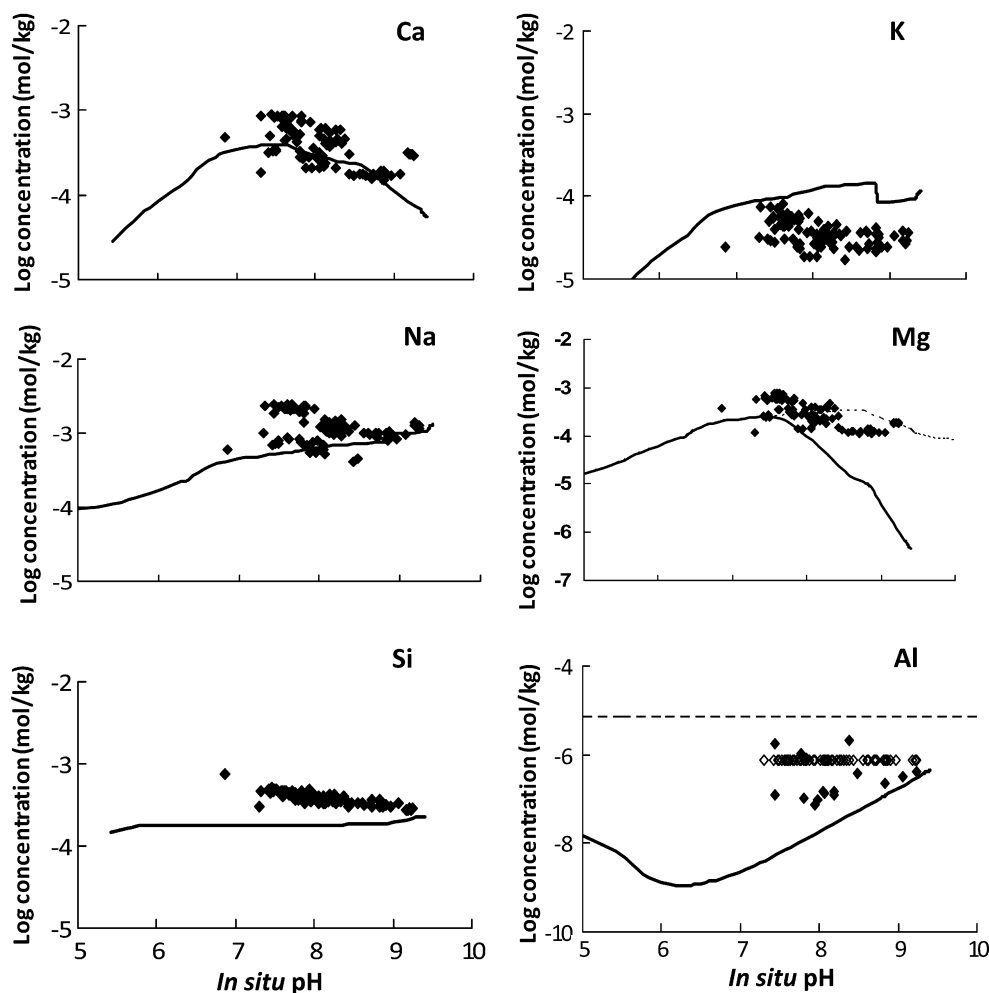 Ca
Log concentration (mol/kg)
-2
-3
-4
-5
K
Log concentration (mol/kg)
-2
-3
-4
-5
Na
Log concentration (mol/kg)
-2
-3
-4
-5
Mg
Log concentration (mol/kg)
-2
-3
-4
-5
-6
-7
Si
Log concentration (mol/kg)
-2
-3
-4
-5
5 6 7 8 9 10
In situ pH
Al
Log concentration (mol/kg)
-4
-6
-8
-10
5 6 7 8 9 10
In situ pH